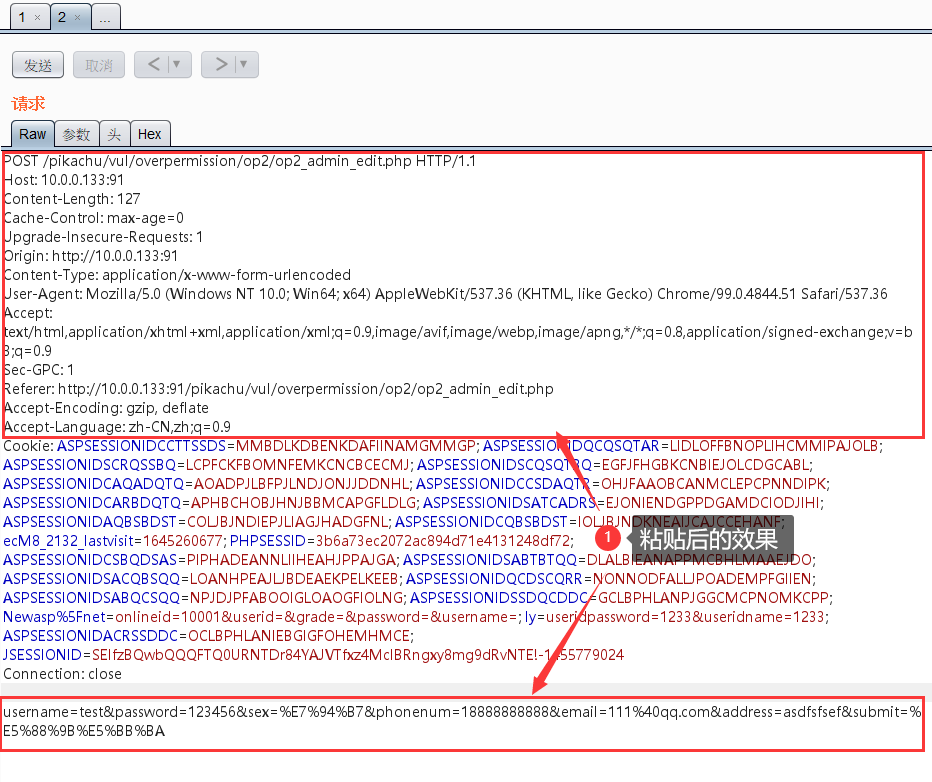 1 × 2 × ...
发送 取消 < ▼ > ▼
请求
Raw 参数 头 Hex
POST /pikachu/vul/overpermission/op2/op2_admin_edit.php HTTP/1.1
Host: 10.0.0.133:91
Content-Length: 127
Cache-Control: max-age=0
Upgrade-Insecure-Requests: 1
Origin: http://10.0.0.133:91
Content-Type: application/x-www-form-urlencoded
User-Agent: Mozilla/5.0 (Windows NT 10.0; Win64; x64) AppleWebKit/537.36 (KHTML, like Gecko) Chrome/99.0.4844.51 Safari/537.36
Accept:
text/html,application/xhtml+xml,application/xml;q=0.9,image/avif,image/webp,image/apng,*/*;q=0.8,application/signed-exchange;v=b
3;q=0.9
Sec-GPC: 1
Referer: http://10.0.0.133:91/pikachu/vul/overpermission/op2/op2_admin_edit.php
Accept-Encoding: gzip, deflate
Accept-Language: zh-CN,zh;q=0.9
Cookie: ASPSESSIONIDCCTTSSDS=MMBDLKDBENKDAFIINAMGMMGP; ASPSESSIONIDQCQSQTAR=LIDLOFFBNOPLIHCMMIPAJOLB;
ASPSESSIONIDSCRQSSBQ=LCPFCKFBOMNFEMKCNCBCECMJ; ASPSESSIONIDSCQSQTBQ=EGFJFHGBKCNBIEJOLCDGCABL;
ASPSESSIONIDCAQADQTQ=AOADPJLBFPJLNDJONJJDDNHL; ASPSESSIONIDCCSDAQTR=OHJFAAOBCANMCLEPCPNNDIPK;
ASPSESSIONIDCARBDQTQ=APHBCHOBJHNJBBMCAPGFLDLG; ASPSESSIONIDSATCADRS=EJONIENDGPPDGAMDCIODJIHI;
ASPSESSIONIDAQBSBDST=COLJBJNDIEPJLIAGJHADGFNL; ASPSESSIONIDCQBSBDST=IOLJBJNDKNEAIJCAJCCEHANF;
ecM8_2132_lastvisit=1645260677; PHPSESSID=3b6a73ec2072ac894d71e4131248df72;
1 粘贴后的效果
ASPSESSIONIDCSBQDSAS=PIPHADEANNLIIHEAHJPPAJGA; ASPSESSIONIDSABTBTQQ=DLALBIEANAPPMCBHLMAAEJDO;
ASPSESSIONIDSACQBSQQ=LOANHPEAJLJBDEAEKPELKEEB; ASPSESSIONIDQCDSCQRR=NONNODFALLJPOADEMPFGIIEN;
ASPSESSIONIDSABQCSQQ=NPJDJPFABOOIGLOAOGFIOLNG; ASPSESSIONIDSSDQCDDC=GCLBPHLANPJGGCMCPNOMKCPP;
Newasp%5Fnet=onlineid=10001&userid=&grade=&password=&username=; ly=useridpassword=1233&useridname=1233;
ASPSESSIONIDACRSSDDC=OCLBPHLANIEBGIGFOHEMHMCE;
JSESSIONID=SEIfzBQwbQQQFTQ0URNTDr84YAJVTfxz4MclBRngxy8mg9dRvNTE!-1455779024
Connection: close
username=test&password=123456&sex=%E7%94%B7&phonenum=18888888888&email=111%40qq.com&address=asdfsfsef&submit=%
E5%88%9B%E5%BB%BA